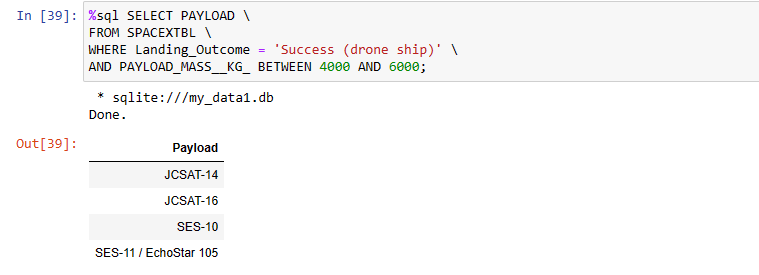 In [39]: %sql SELECT PAYLOAD \
FROM SPACEXTBL \
WHERE Landing_Outcome = 'Success (drone ship)' \
AND PAYLOAD_MASS__KG_ BETWEEN 4000 AND 6000;
* sqlite:///my_data1.db
Done.
Out[39]:
Payload
JCSAT-14
JCSAT-16
SES-10
SES-11 / EchoStar 105